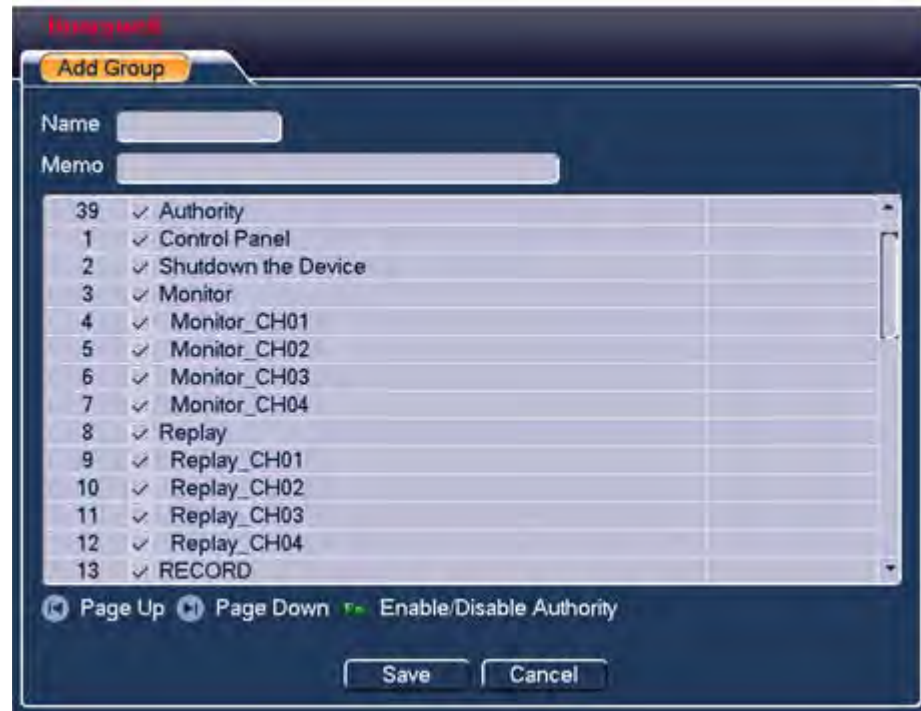 Honeywell
Add Group
Name
Memo
39 Authority
1 Control Panel
2 Shutdown the Device
3 Monitor
4 Monitor_CH01
5 Monitor_CH02
6 Monitor_CH03
7 Monitor_CH04
8 Replay
9 Replay_CH01
10 Replay_CH02
11 Replay_CH03
12 Replay_CH04
13 RECORD
Page Up Page Down Fn Enable/Disable Authority
Save Cancel